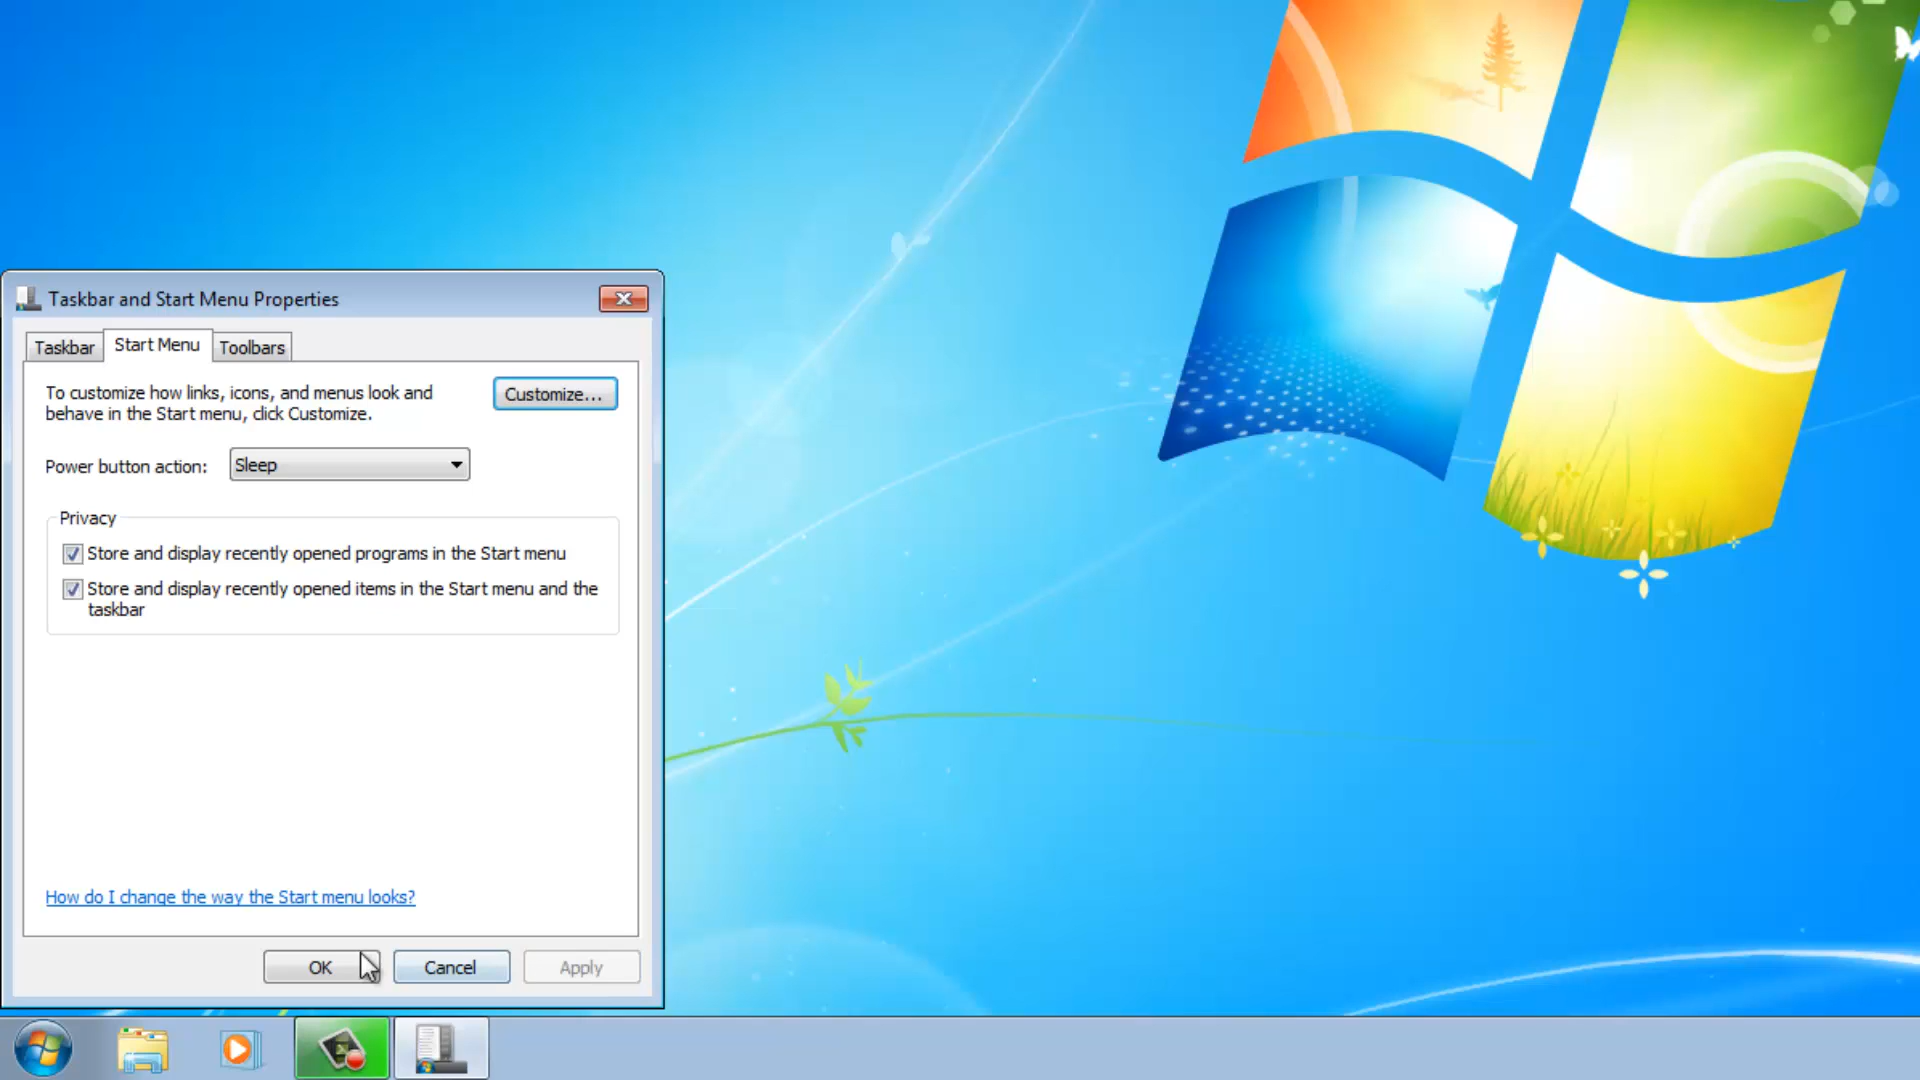 Taskbar and Start Menu Properties
Taskbar
Start Menu
Toolbars
To customize how links, icons, and menus look and
behave in the Start menu, click Customize.
Customize...
Power button action:
Sleep
Privacy
Store and display recently opened programs in the Start menu
Store and display recently opened items in the Start menu and the
taskbar
How do I change the way the Start menu looks?
OK
Cancel
Apply